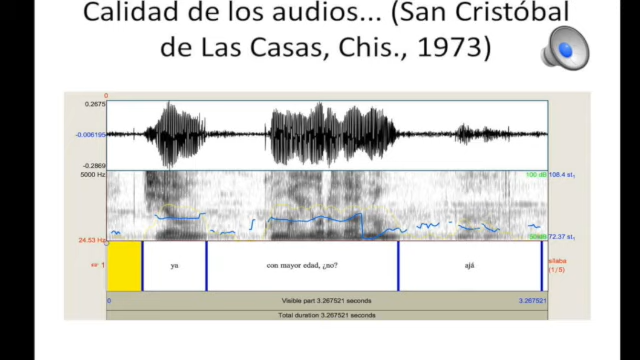 Calidad de los audios... (San Cristóbal
de Las Casas, Chis., 1973)
0
0.2675
-0.006195
-0.2869
5000 Hz
100 dB 108.4 st
24.53 Hz
72.37 st
1
ya
con mayor edad, ¿no?
ajá
sílaba
(1/5)
0
Visible part 3.267521 seconds
3.267521
Total duration 3.267521 seconds